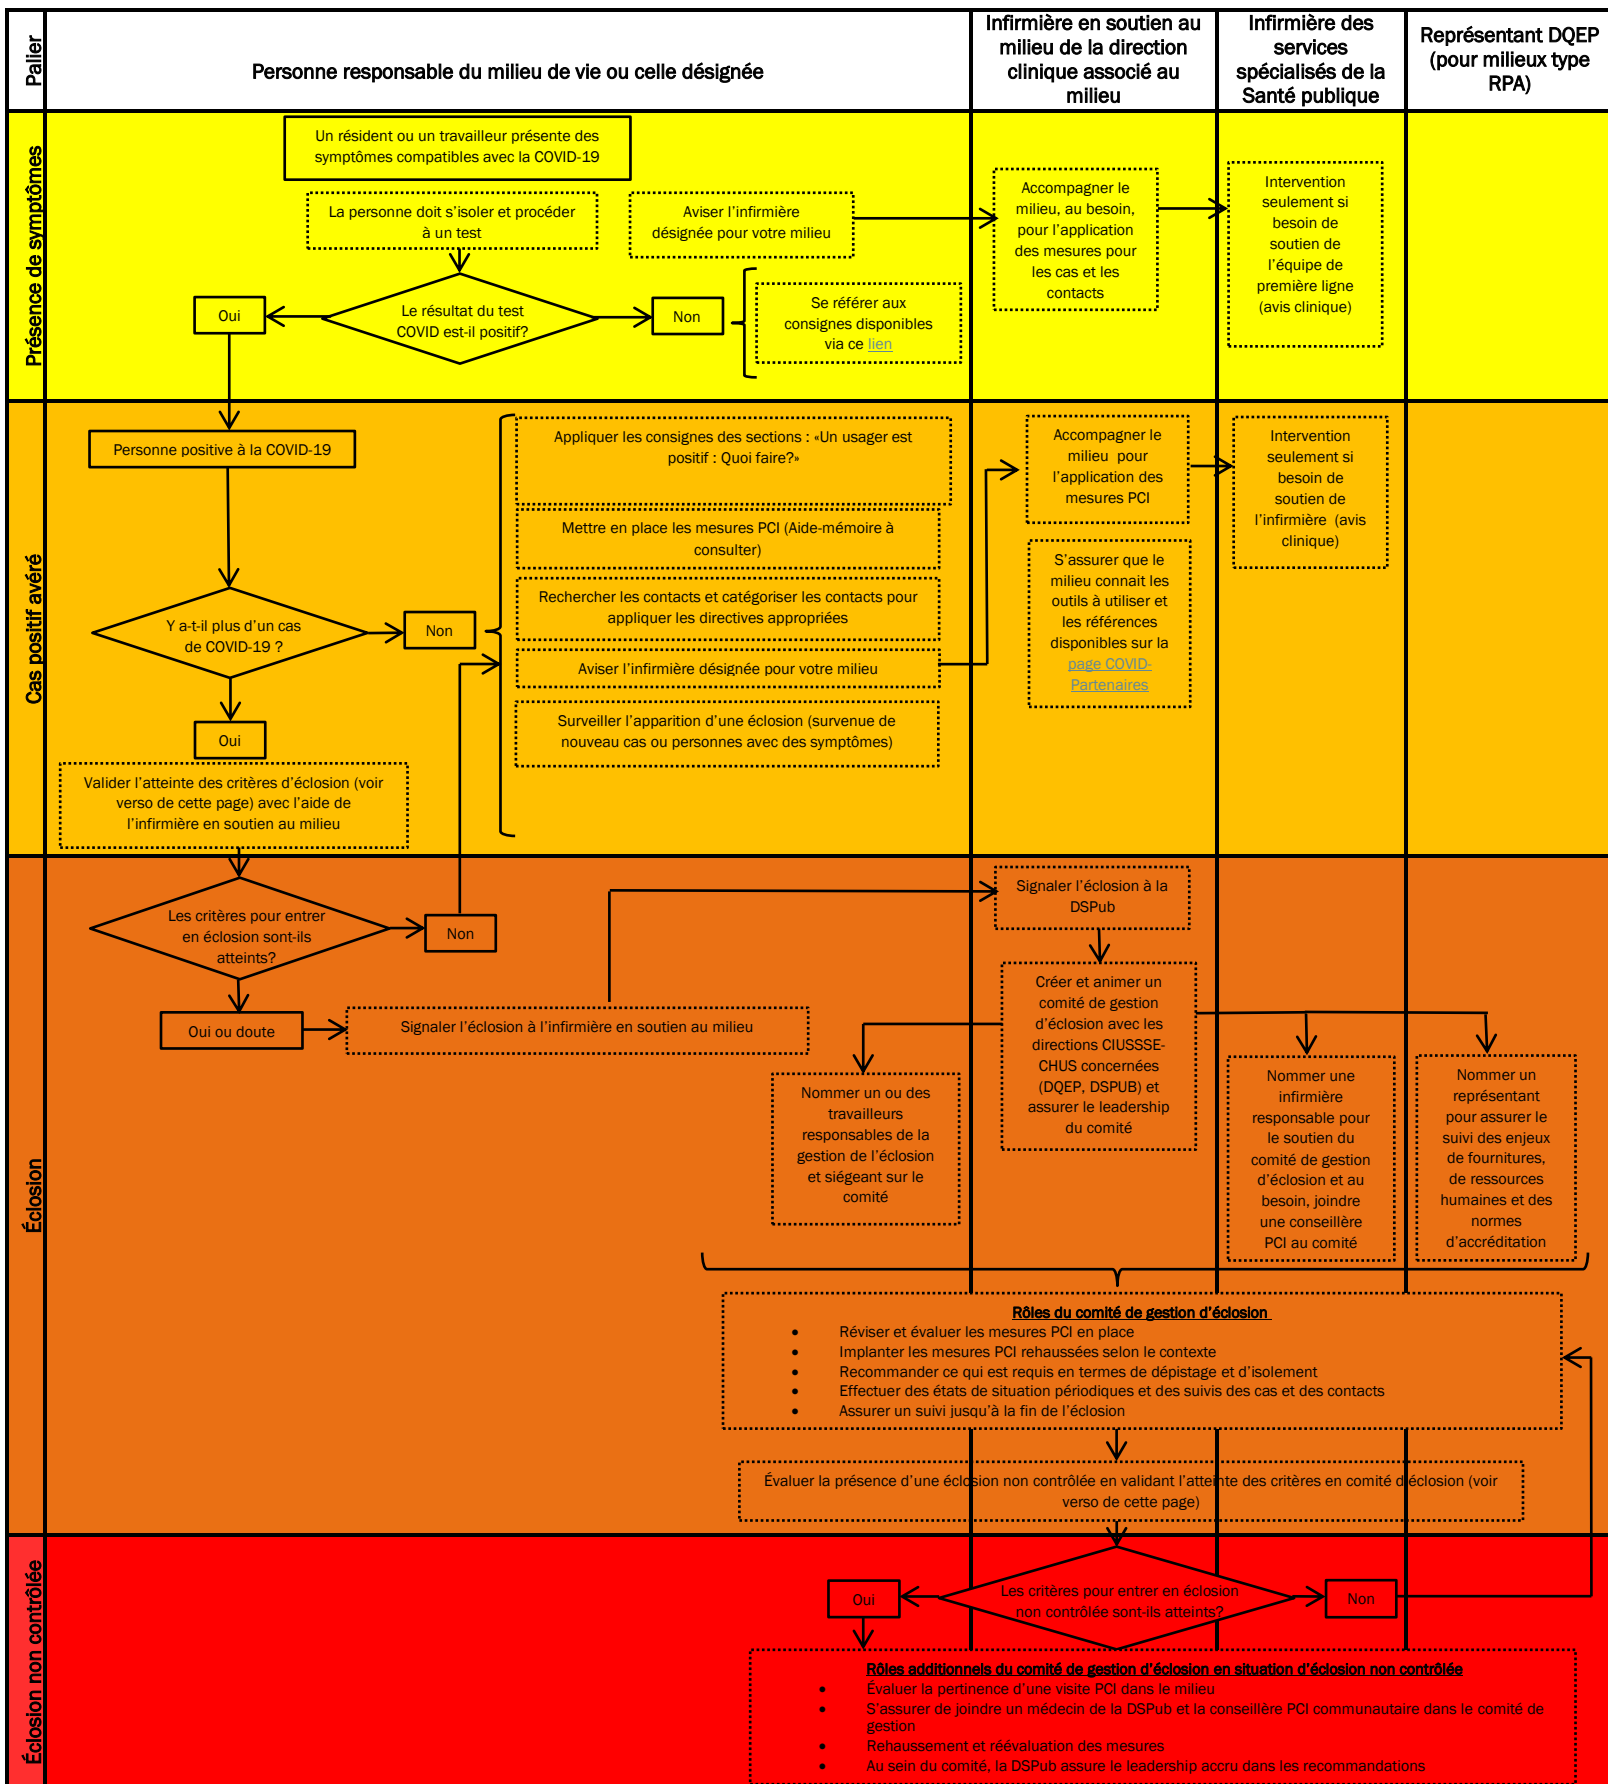 Palier
Personne responsable du milieu de vie ou celle désignée
Infirmière en soutien au
milieu de la direction
clinique associé au
milieu
Infirmière des
services
spécialisés de la
Santé publique
Représentant DQEP
(pour milieux type
RPA)
Présence de symptômes
Un résident ou un travailleur présente des
symptômes compatibles avec la COVID-19
La personne doit s’isoler et procéder
à un test
Aviser l’infirmière
désignée pour votre milieu
Accompagner le
milieu, au besoin,
pour l’application
des mesures pour
les cas et les
contacts
Intervention
seulement si
besoin de
soutien de
l’équipe de
première ligne
(avis clinique)
Oui
Le résultat du test
COVID est-il positif?
Non
Se référer aux
consignes disponibles
via ce lien
Cas positif avéré
Personne positive à la COVID-19
Appliquer les consignes des sections : «Un usager est
positif : Quoi faire?»
Mettre en place les mesures PCI (Aide-mémoire à
consulter)
Rechercher les contacts et catégoriser les contacts pour
appliquer les directives appropriées
Aviser l’infirmière désignée pour votre milieu
Surveiller l’apparition d’une éclosion (survenue de
nouveau cas ou personnes avec des symptômes)
Accompagner le
milieu pour
l’application des
mesures PCI
S’assurer que le
milieu connait les
outils à utiliser et
les références
disponibles sur la
page COVID-
Partenaires
Intervention
seulement si
besoin de
soutien de
l’infirmière (avis
clinique)
Y a-t-il plus d’un cas
de COVID-19 ?
Non
Oui
Valider l’atteinte des critères d’éclosion (voir
verso de cette page) avec l’aide de
l’infirmière en soutien au milieu
Éclosion
Les critères pour entrer
en éclosion sont-ils
atteints?
Non
Oui ou doute
Signaler l’éclosion à l’infirmière en soutien au milieu
Signaler l’éclosion à la
DSPub
Créer et animer un
comité de gestion
d’éclosion avec les
directions CIUSSSE-
CHUS concernées
(DQEP, DSPUB) et
assurer le leadership
du comité
Nommer un ou des
travailleurs
responsables de la
gestion de l’éclosion
et siégeant sur le
comité
Nommer une
infirmière
responsable pour
le soutien du
comité de gestion
d’éclosion et au
besoin, joindre
une conseillère
PCI au comité
Nommer un
représentant
pour assurer le
suivi des enjeux
de fournitures,
de ressources
humaines et des
normes
d’accréditation
Rôles du comité de gestion d’éclosion
• Réviser et évaluer les mesures PCI en place
• Implanter les mesures PCI rehaussées selon le contexte
• Recommander ce qui est requis en termes de dépistage et d’isolement
• Effectuer des états de situation périodiques et des suivis des cas et des contacts
• Assurer un suivi jusqu’à la fin de l’éclosion
Évaluer la présence d’une éclosion non contrôlée en validant l’atteinte des critères en comité d’éclosion (voir
verso de cette page)
Éclosion non contrôlée
Oui
Les critères pour entrer en éclosion
non contrôlée sont-ils atteints?
Non
Rôles additionnels du comité de gestion d’éclosion en situation d’éclosion non contrôlée
• Évaluer la pertinence d’une visite PCI dans le milieu
• S’assurer de joindre un médecin de la DSPub et la conseillère PCI communautaire dans le comité de
gestion
• Rehaussement et réévaluation des mesures
• Au sein du comité, la DSPub assure le leadership accru dans les recommandations